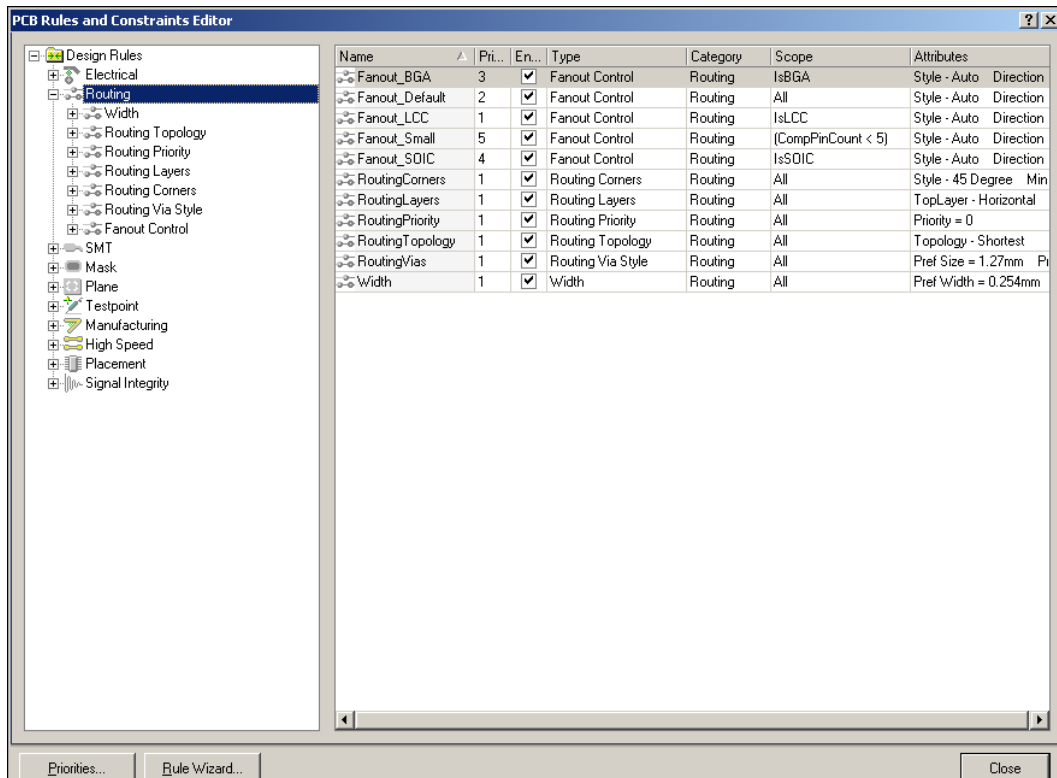 PCB Rules and Constraints Editor
Design Rules
Electrical
Routing
Width
Routing Topology
Routing Priority
Routing Layers
Routing Corners
Routing Via Style
Fanout Control
SMT
Mask
Plane
Testpoint
Manufacturing
High Speed
Placement
Signal Integrity
Name Pri... En... Type Category Scope Attributes
Fanout_BGA 3 Fanout Control Routing IsBGA Style - Auto Direction
Fanout_Default 2 Fanout Control Routing All Style - Auto Direction
Fanout_LCC 1 Fanout Control Routing IsLCC Style - Auto Direction
Fanout_Small 5 Fanout Control Routing (CompPinCount < 5) Style - Auto Direction
Fanout_SOIC 4 Fanout Control Routing IsSOIC Style - Auto Direction
RoutingCorners 1 Routing Corners Routing All Style - 45 Degree Min
RoutingLayers 1 Routing Layers Routing All TopLayer - Horizontal
RoutingPriority 1 Routing Priority Routing All Priority = 0
RoutingTopology 1 Routing Topology Routing All Topology - Shortest
RoutingVias 1 Routing Via Style Routing All Pref Size = 1.27mm P
Width 1 Width Routing All Pref Width = 0.254mm
Priorities... Rule Wizard... Close